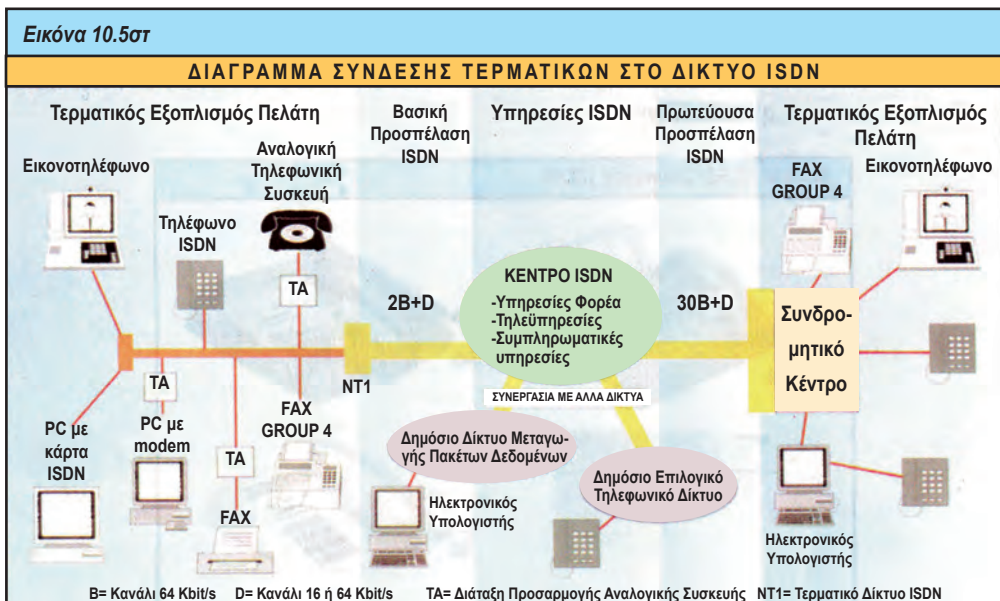 Εικόνα 10.5στ
ΔΙΑΓΡΑΜΜΑ ΣΥΝΔΕΣΗΣ ΤΕΡΜΑΤΙΚΩΝ ΣΤΟ ΔΙΚΤΥΟ ISDN
Τερματικός Εξοπλισμός Πελάτη
Βασική
Προσπέλαση
ISDN
Υπηρεσίες ISDN
Πρωτεύουσα
Προσπέλαση
ISDN
Τερματικός Εξοπλισμός
Πελάτη
Εικονοτηλέφωνο
Τηλέφωνο
ISDN
Αναλογική
Τηλεφωνική
Συσκευή
TA
FAX
GROUP 4
Εικονοτηλέφωνο
2B+D
ΚΕΝΤΡΟ ISDN
-Υπηρεσίες Φορέα
-Τηλεϋπηρεσίες
-Συμπληρωματικές
υπηρεσίες
30B+D
Συνδρο-
μητικό
Κέντρο
NT1
ΣΥΝΕΡΓΑΣΙΑ ΜΕ ΑΛΛΑ ΔΙΚΤΥΑ
TA
PC με
κάρτα
ISDN
PC με
modem
TA
FAX
FAX
GROUP 4
Δημόσιο Δίκτυο Μεταγω-
γής Πακέτων Δεδομένων
Ηλεκτρονικός
Υπολογιστής
Δημόσιο Επιλογικό
Τηλεφωνικό Δίκτυο
Ηλεκτρονικός
Υπολογιστής
B= Κανάλι 64 Kbit/s D= Κανάλι 16 ή 64 Kbit/s TA= Διάταξη Προσαρμογής Αναλογικής Συσκευής NT1= Τερματικό Δίκτυο ISDN